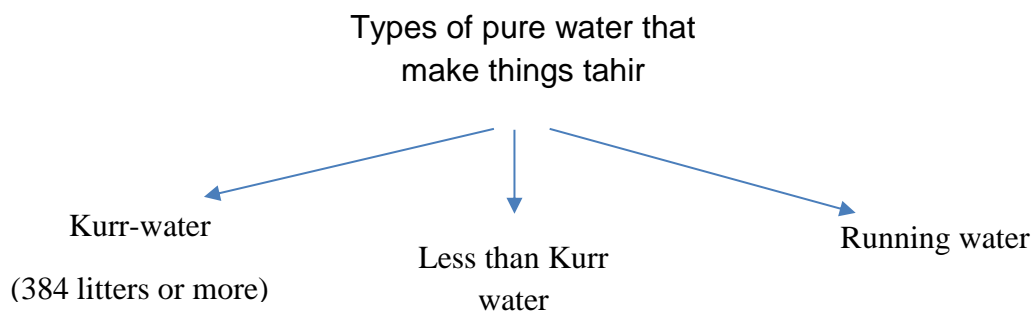 Types of pure water that
make things tahir
Kurr-water
(384 litters or more)
Less than Kurr
water
Running water